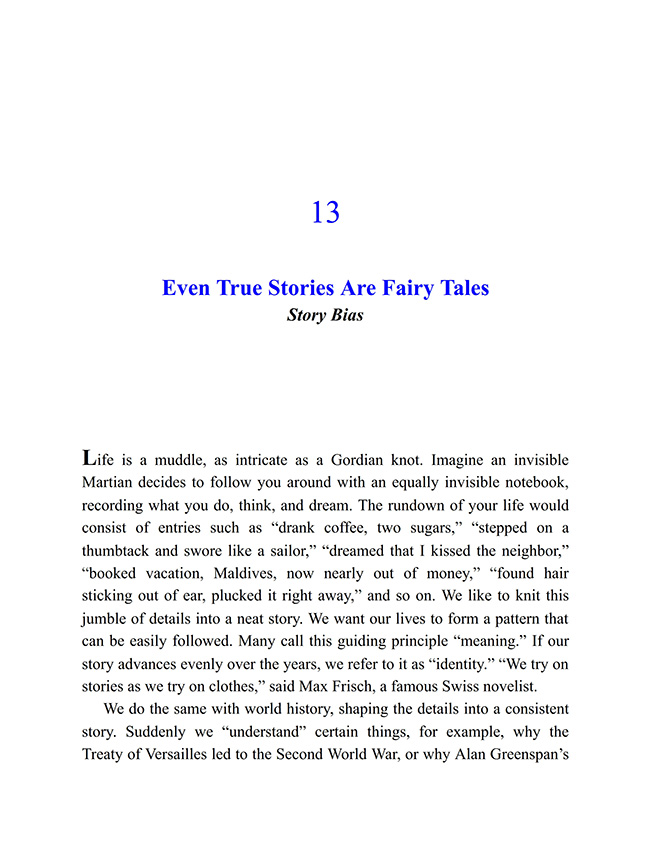 13
Even True Stories Are Fairy Tales
Story Bias
Life is a muddle, as intricate as a Gordian knot. Imagine an invisible
Martian decides to follow you around with an equally invisible notebook,
recording what you do, think, and dream. The rundown of your life would
consist of entries such as “drank coffee, two sugars,” “stepped on a
thumbtack and swore like a sailor,” “dreamed that I kissed the neighbor,”
“booked vacation, Maldives, now nearly out of money,” “found hair
sticking out of ear, plucked it right away,” and so on. We like to knit this
jumble of details into a neat story. We want our lives to form a pattern that
can be easily followed. Many call this guiding principle “meaning.” If our
story advances evenly over the years, we refer to it as “identity.” “We try on
stories as we try on clothes,” said Max Frisch, a famous Swiss novelist.
We do the same with world history, shaping the details into a consistent
story. Suddenly we “understand” certain things, for example, why the
Treaty of Versailles led to the Second World War, or why Alan Greenspan’s